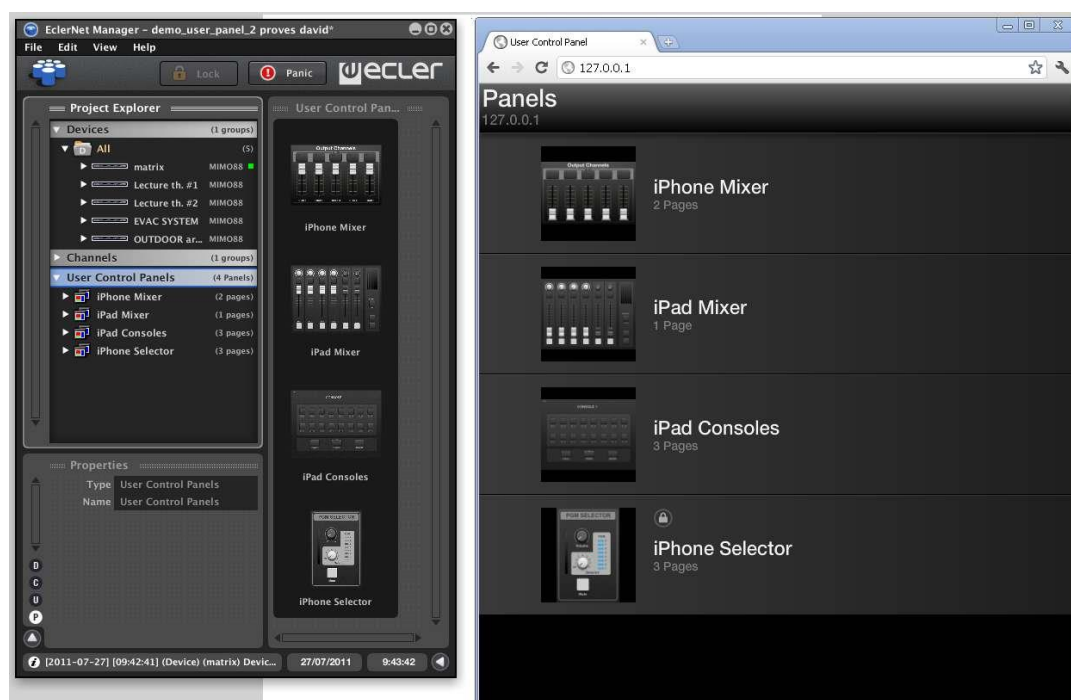 EclerNet Manager - demo_user_panel_2 proves david*
File Edit View Help
Lock
Panic
ecler
Project Explorer
Devices (1 groups)
All (5)
matrix MIMO88
Lecture th. #1 MIMO88
Lecture th. #2 MIMO88
EVAC SYSTEM MIMO88
OUTDOOR ar... MIMO88
Channels (1 groups)
User Control Panels (4 Panels)
iPhone Mixer (2 pages)
iPad Mixer (1 pages)
iPad Consoles (3 pages)
iPhone Selector (3 pages)
Properties
Type User Control Panels
Name User Control Panels
D
C
U
P
User Control Pan...
Output Channels
iPhone Mixer
iPad Mixer
iPad Consoles
PGM SELECTOR
iPhone Selector
[2011-07-27] [09:42:41] (Device) (matrix) Devic...
27/07/2011
9:43:42
User Control Panel
127.0.0.1
Panels
127.0.0.1
Output Channels
iPhone Mixer
2 Pages
iPad Mixer
1 Page
iPad Consoles
3 Pages
PGM SELECTOR
iPhone Selector
3 Pages